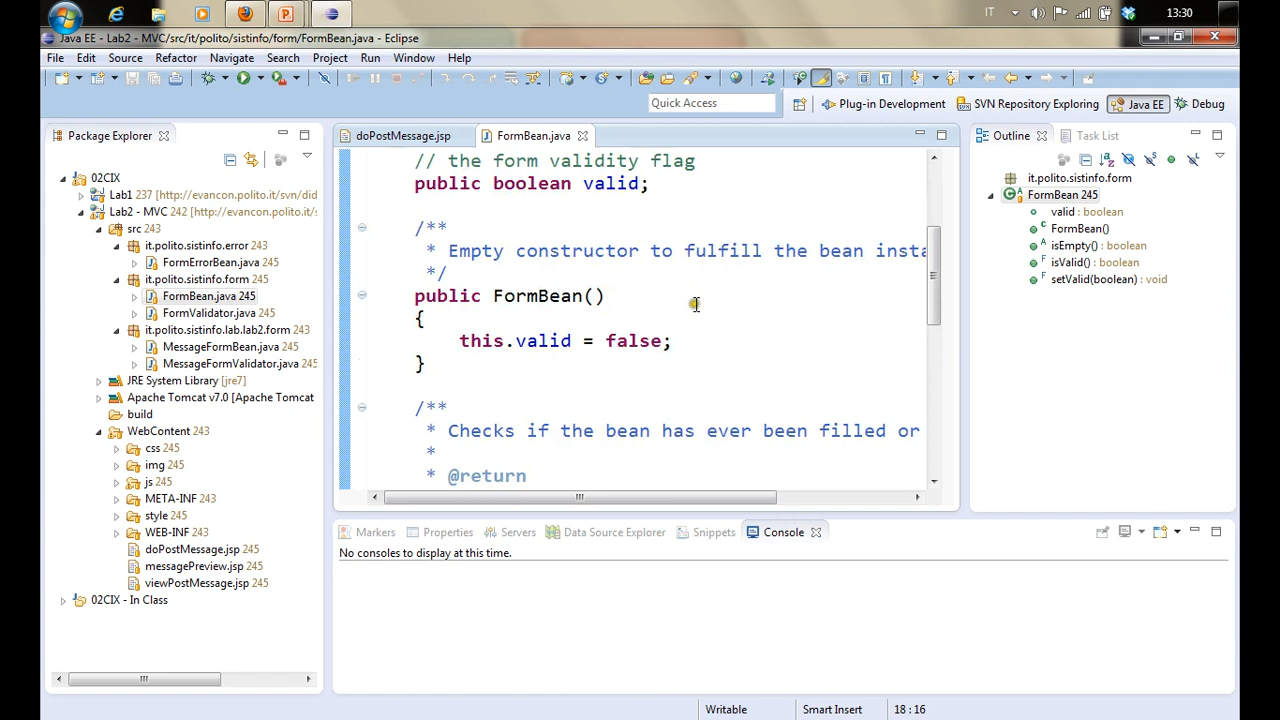 IT
13:30
Java EE - Lab2 - MVC/src/it/polito/sistinfo/form/FormBean.java - Eclipse
File Edit Source Refactor Navigate Search Project Run Window Help
Quick Access
Plug-in Development
SVN Repository Exploring
Java EE
Debug
Package Explorer
02CIX
Lab1 237 [http://evancon.polito.it/svn/did
Lab2 - MVC 242 [http://evancon.polito.it/s
src 243
it.polito.sistinfo.error 243
FormErrorBean.java 245
it.polito.sistinfo.form 245
FormBean.java 245
FormValidator.java 245
it.polito.sistinfo.lab.lab2.form 245
MessageFormBean.java 245
MessageFormValidator.java 245
JRE System Library [jre7]
Apache Tomcat v7.0 [Apache Tomcat
build
WebContent 243
css 245
img 245
js 245
META-INF 243
style 245
WEB-INF 243
doPostMessage.jsp 245
messagePreview.jsp 245
viewPostMessage.jsp 245
02CIX - In Class
doPostMessage.jsp
FormBean.java
// the form validity flag
public boolean valid;
/**
* Empty constructor to fulfill the bean insta
*/
public FormBean()
{
this.valid = false;
}
/**
* Checks if the bean has ever been filled or
*
* @return
Outline
Task List
it.polito.sistinfo.form
FormBean 245
valid : boolean
FormBean()
isEmpty() : boolean
isValid() : boolean
setValid(boolean) : void
Markers
Properties
Servers
Data Source Explorer
Snippets
Console
No consoles to display at this time.
Writable
Smart Insert
18 : 16